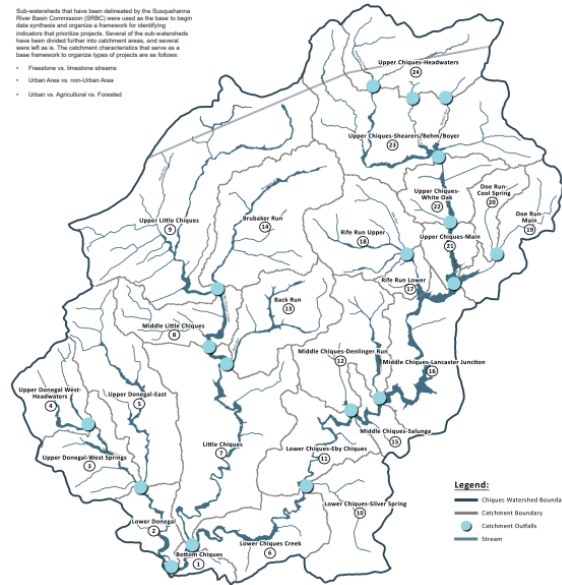 Sub-watersheds that have been delineated by the Susquehanna
River Basin Commission (SRBC) were used as the base to begin
data synthesis and organize a framework for identifying
indicators that prioritize projects. Several of the sub-watersheds
have been divided further into catchment areas, and several
were left as is. The catchment characteristics that serve as a
base framework to organize types of projects are as follows:
• Freestone vs. limestone streams
• Urban Area vs. non-Urban Area
• Urban vs. Agricultural vs. Forested
Upper Chiques-Headwaters
24
Upper Chiques-Shearers/Behm/Boyer
23
Upper Chiques-
White Oak
22
Doe Run-
Cool Spring
20
Doe Run-
Main
19
Upper Little Chiques
9
Brubaker Run
14
Rife Run Upper
18
Upper Chiques-Main
21
Rife Run Lower
17
Back Run
13
Middle Little Chiques
8
Middle Chiques-Denlinger Run
12
Middle Chiques-Lancaster Junction
16
Upper Donegal West-
Headwaters
4
Upper Donegal-East
5
Upper Donegal-West Springs
3
Little Chiques
7
Middle Chiques-Salunga
15
Lower Chiques-Eby Chiques
11
Lower Chiques-Silver Spring
10
Lower Donegal
2
Lower Chiques Creek
6
Bottom Chiques
1
Legend:
Chiques Watershed Bounda
Catchment Boundary
Catchment Outfalls
Stream